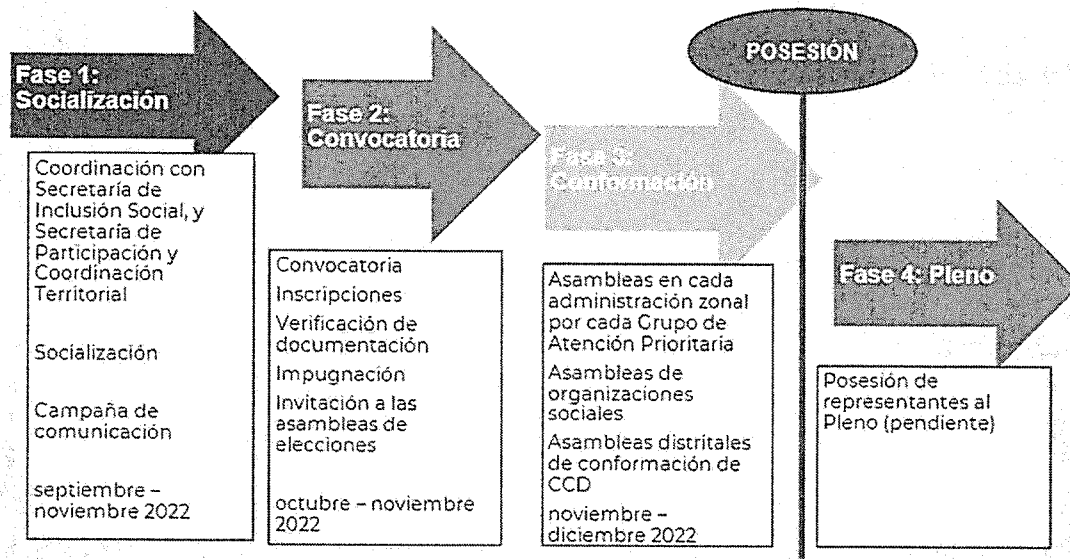 Fase 1:
Socialización
Coordinación con
Secretaría de
Inclusión Social, y
Secretaría de
Participación y
Coordinación
Territorial
Socialización
Campaña de
comunicación
septiembre –
noviembre 2022
Fase 2:
Convocatoria
Convocatoria
Inscripciones
Verificación de
documentación
Impugnación
Invitación a las
asambleas de
elecciones
octubre – noviembre
2022
Fase 3:
Conformación
Asambleas en cada
administración zonal
por cada Grupo de
Atención Prioritaria
Asambleas de
organizaciones
sociales
Asambleas distritales
de conformación de
CCD
noviembre –
diciembre 2022
POSESIÓN
Fase 4: Pleno
Posesión de
representantes al
Pleno (pendiente)